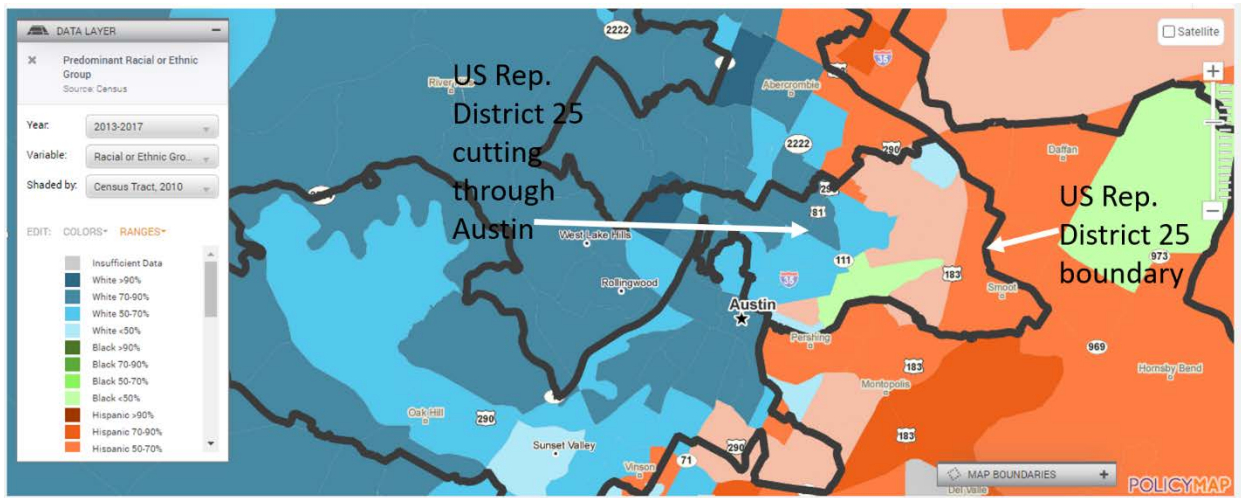 DATA LAYER
Predominant Racial or Ethnic
Group
Source: Census
Year:
2013-2017
Variable:
Racial or Ethnic Gro...
Shaded by:
Census Tract, 2010
EDIT: COLORS RANGES
Insufficient Data
White >90%
White 70-90%
White 50-70%
White <50%
Black >90%
Black 70-90%
Black 50-70%
Black <50%
Hispanic >90%
Hispanic 70-90%
Hispanic 50-70%
US Rep.
District 25
cutting
through
Austin
US Rep.
District 25
boundary
Satellite
2222
35
Abercrombie
2222
290
Daffan
81
West Lake Hills
111
973
Rollingwood
35
183
Smoot
Austin
Pershing
969
183
Hornsby Bend
Montopolis
Oak Hill
290
183
Sunset Valley
290
Vinson
71
MAP BOUNDARIES
Del Valle
POLICYMAP